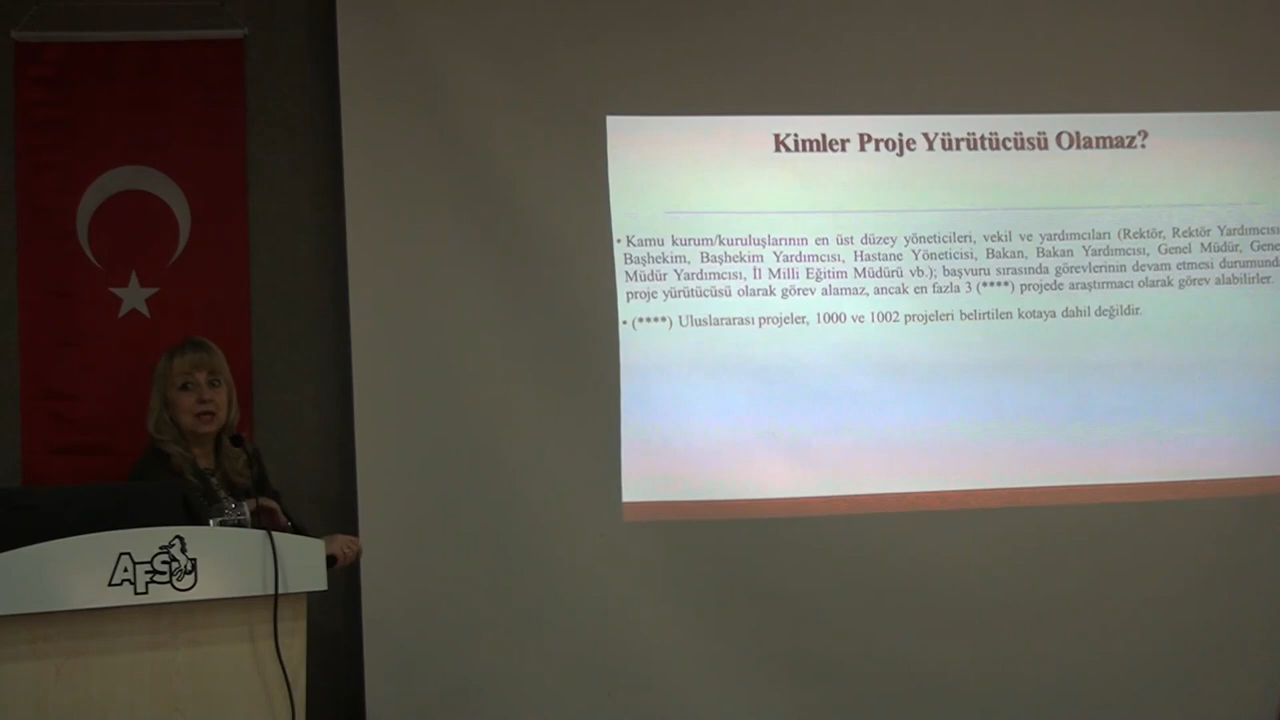 Kimler Proje Yürütücüsü Olamaz?
• Kamu kurum/kuruluşlarının en üst düzey yöneticileri, vekil ve yardımcıları (Rektör, Rektör Yardımcısı
Başhekim, Başhekim Yardımcısı, Hastane Yöneticisi, Bakan, Bakan Yardımcısı, Genel Müdür, Gene
Müdür Yardımcısı, İl Milli Eğitim Müdürü vb.); başvuru sırasında görevlerinin devam etmesi durumund
proje yürütücüsü olarak görev alamaz, ancak en fazla 3 (****) projede araştırmacı olarak görev alabilirler.
• (****) Uluslararası projeler, 1000 ve 1002 projeleri belirtilen kotaya dahil değildir.
AFSU